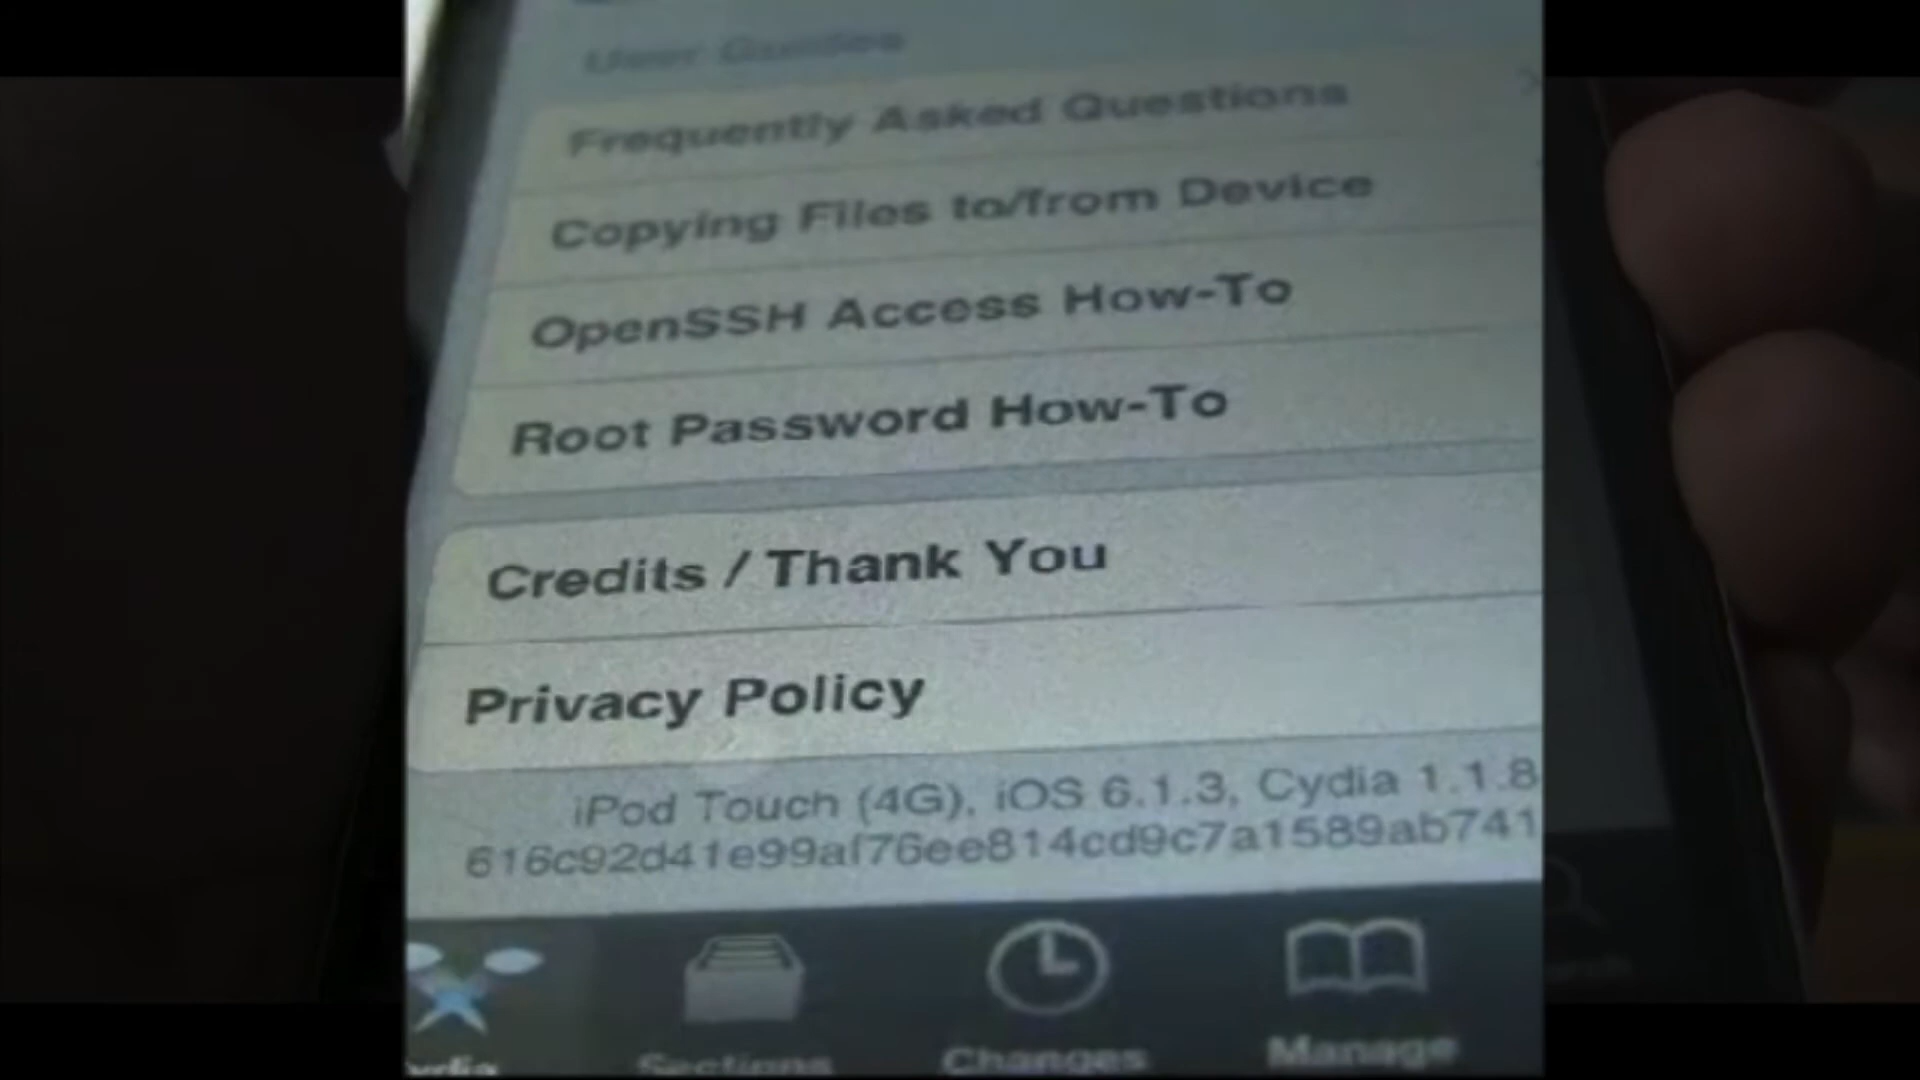 User Guides
Frequently Asked Questions
Copying Files to/from Device
OpenSSH Access How-To
Root Password How-To
Credits / Thank You
Privacy Policy
iPod Touch (4G), iOS 6.1.3, Cydia 1.1.8
616c92d41e99af76ee814cd9c7a1589ab741
ydia
Sections
Changes
Manage